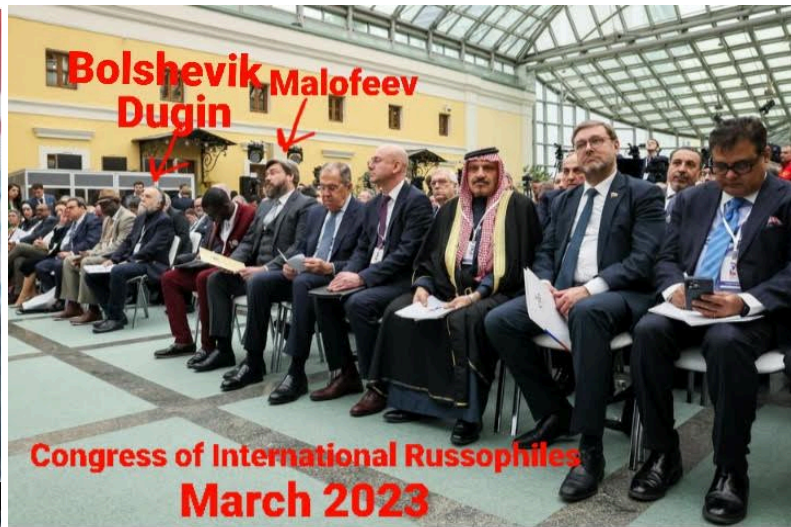 Bolshevik
Dugin
Malofeev
Congress of International Russophiles
March 2023